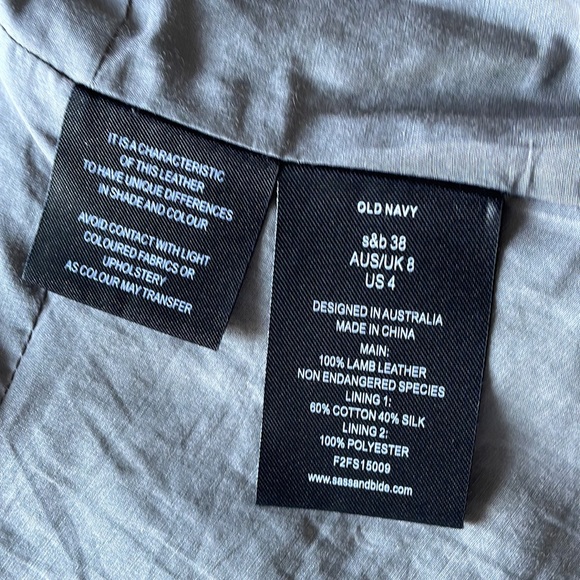 IT IS A CHARACTERISTIC
OF THIS LEATHER
TO HAVE UNIQUE DIFFERENCES
IN SHADE AND COLOUR
AVOID CONTACT WITH LIGHT
COLOURED FABRICS OR
UPHOLSTERY
AS COLOUR MAY TRANSFER
OLD NAVY
s&b 38
AUS/UK 8
US 4
DESIGNED IN AUSTRALIA
MADE IN CHINA
MAIN:
100% LAMB LEATHER
NON ENDANGERED SPECIES
LINING 1:
60% COTTON 40% SILK
LINING 2:
100% POLYESTER
F2FS15009
www.sassandbide.com